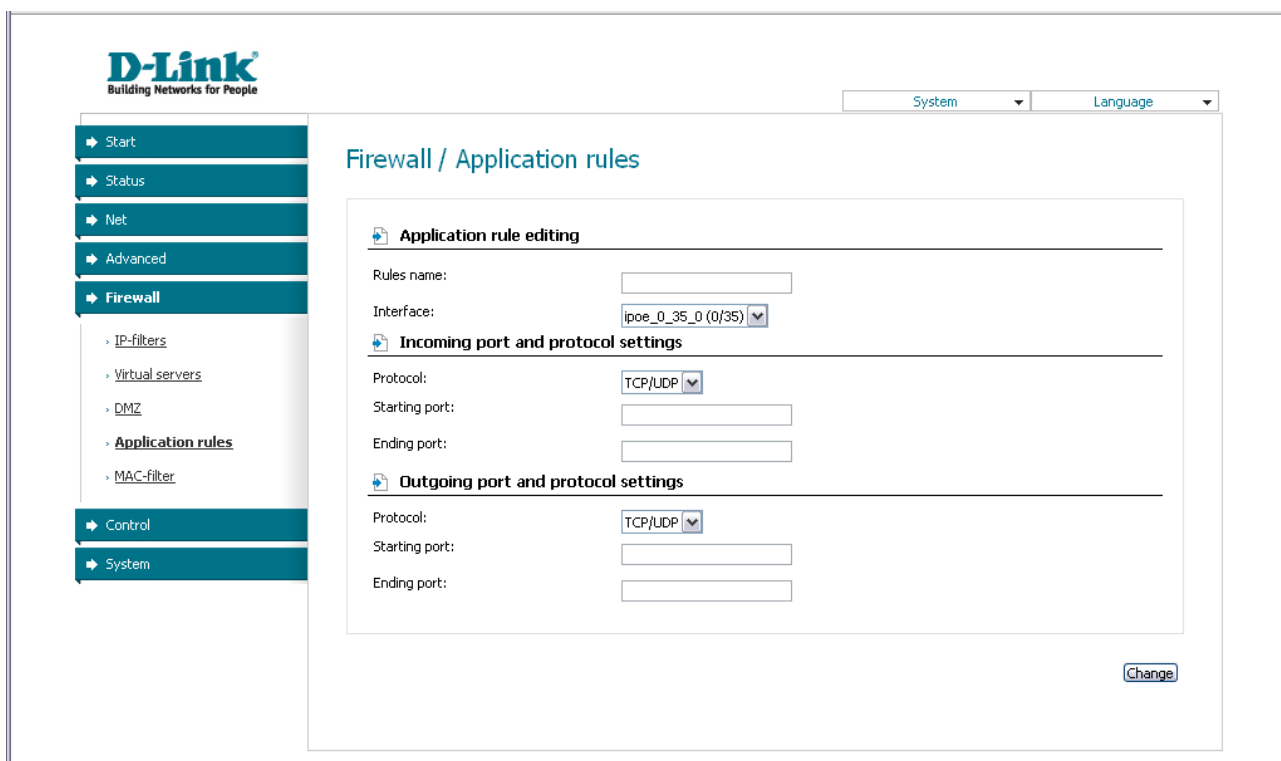 D-Link
Building Networks for People
System
Language
Start
Status
Net
Advanced
Firewall
IP-filters
Virtual servers
DMZ
Application rules
MAC-filter
Control
System
Firewall / Application rules
Application rule editing
Rules name:
Interface: ipoe_0_35_0 (0/35)
Incoming port and protocol settings
Protocol: TCP/UDP
Starting port:
Ending port:
Outgoing port and protocol settings
Protocol: TCP/UDP
Starting port:
Ending port:
Change